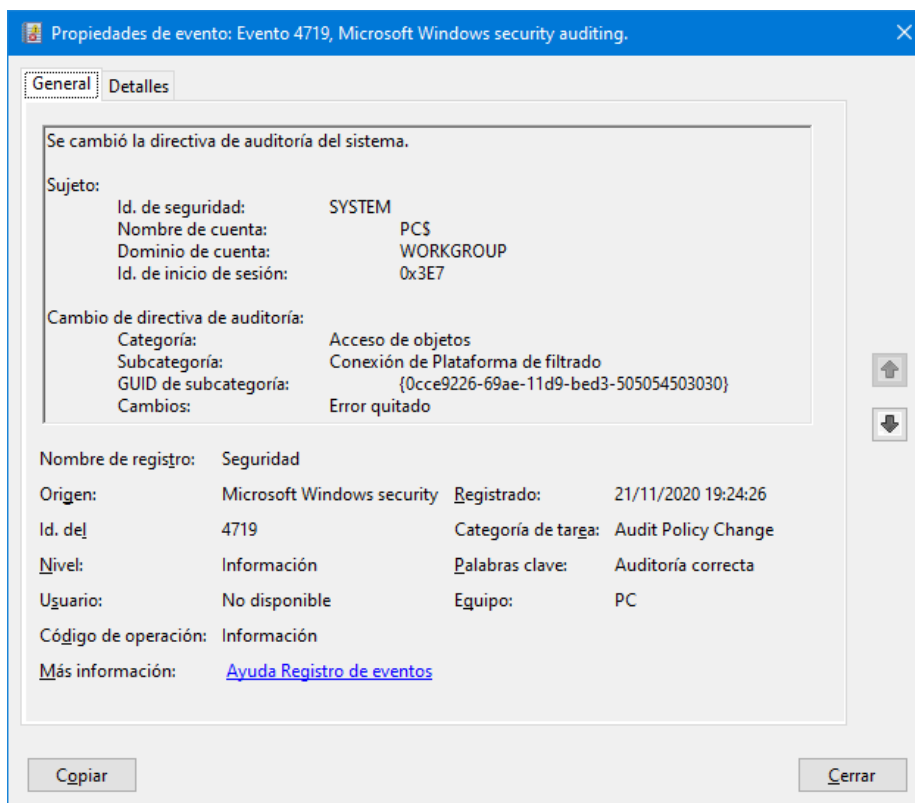 Propiedades de evento: Evento 4719, Microsoft Windows security auditing.
General Detalles
Se cambió la directiva de auditoría del sistema.
Sujeto:
Id. de seguridad: SYSTEM
Nombre de cuenta: PC$
Dominio de cuenta: WORKGROUP
Id. de inicio de sesión: 0x3E7
Cambio de directiva de auditoría:
Categoría: Acceso de objetos
Subcategoría: Conexión de Plataforma de filtrado
GUID de subcategoría: {0cce9226-69ae-11d9-bed3-505054503030}
Cambios: Error quitado
Nombre de registro: Seguridad
Origen: Microsoft Windows security Registrado: 21/11/2020 19:24:26
Id. del 4719 Categoría de tarea: Audit Policy Change
Nivel: Información Palabras clave: Auditoría correcta
Usuario: No disponible Equipo: PC
Código de operación: Información
Más información: Ayuda Registro de eventos
Copiar Cerrar